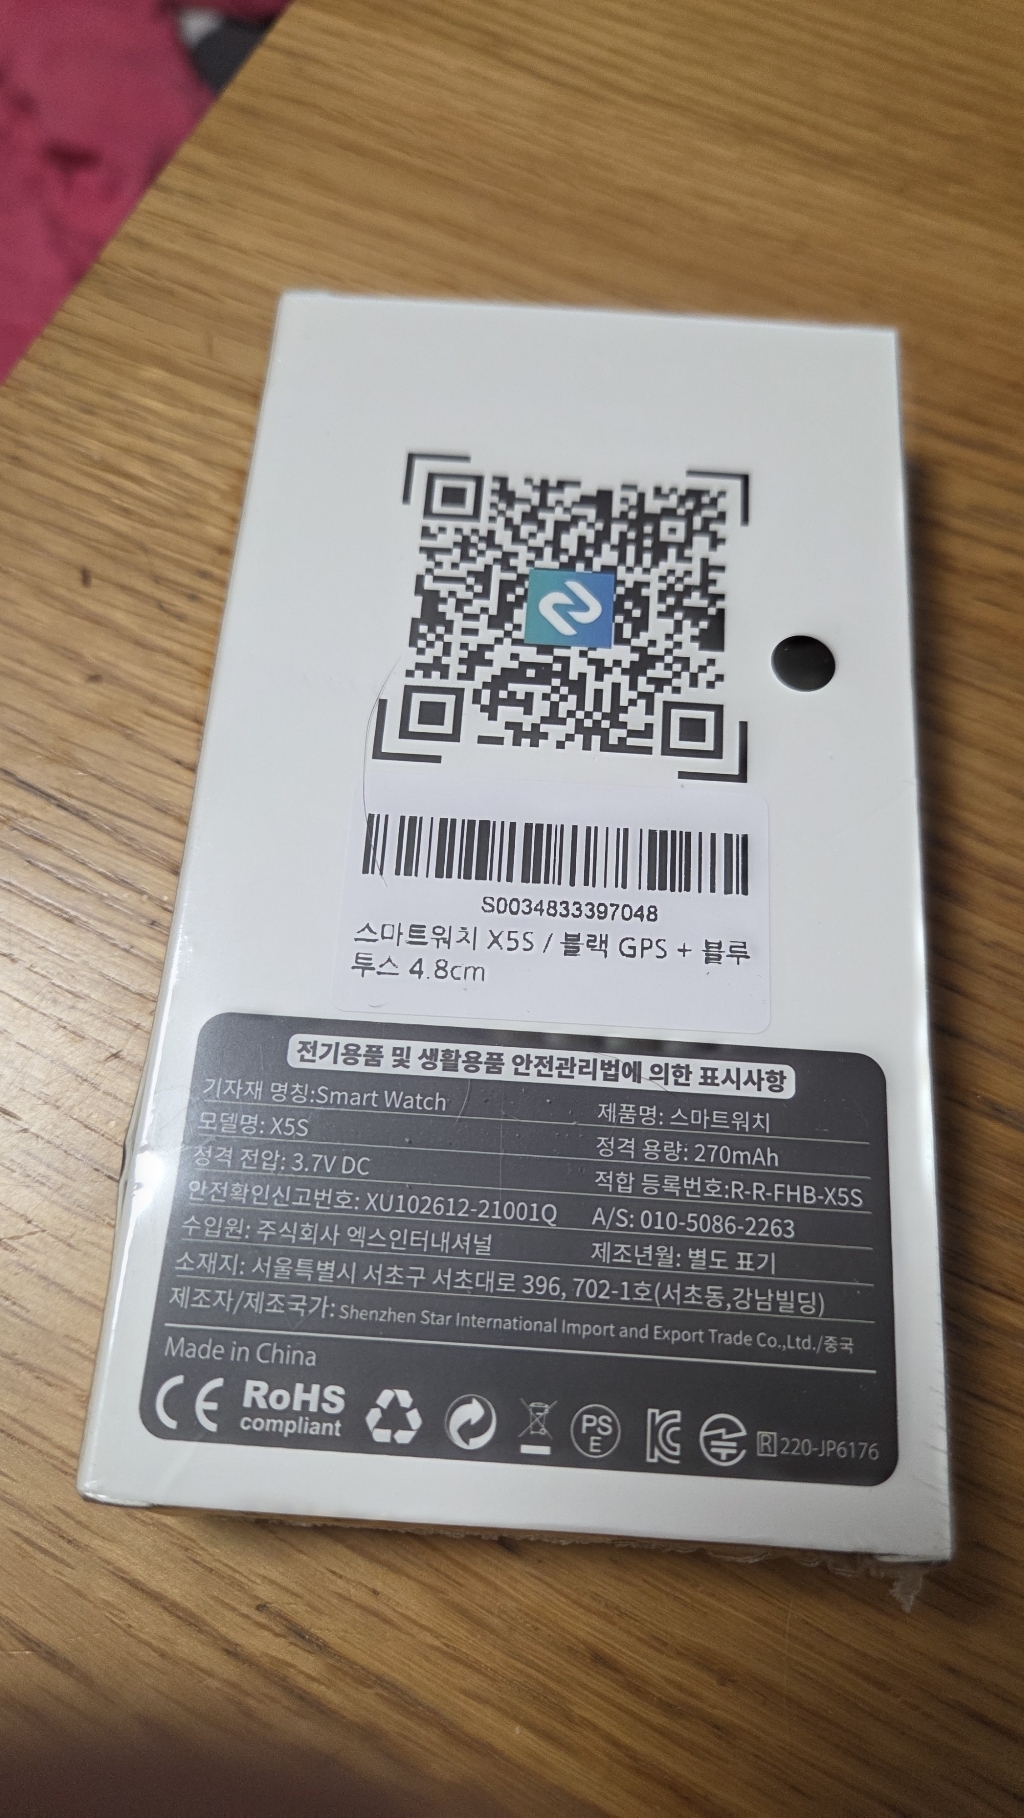 S0034833397048
스마트워치 X5S / 블랙 GPS + 블루
투스 4.8cm
전기용품 및 생활용품 안전관리법에 의한 표시사항
기자재 명칭:Smart Watch 제품명: 스마트워치
모델명: X5S 정격 용량: 270mAh
정격 전압: 3.7V DC 적합 등록번호:R-R-FHB-X5S
안전확인신고번호: XU102612-21001Q A/S: 010-5086-2263
수입원: 주식회사 엑스인터내셔널 제조년월: 별도 표기
소재지: 서울특별시 서초구 서초대로 396, 702-1호(서초동,강남빌딩)
제조자/제조국가: Shenzhen Star International Import and Export Trade Co.,Ltd./중국
Made in China
CE RoHS compliant PS E KC R 220-JP6176